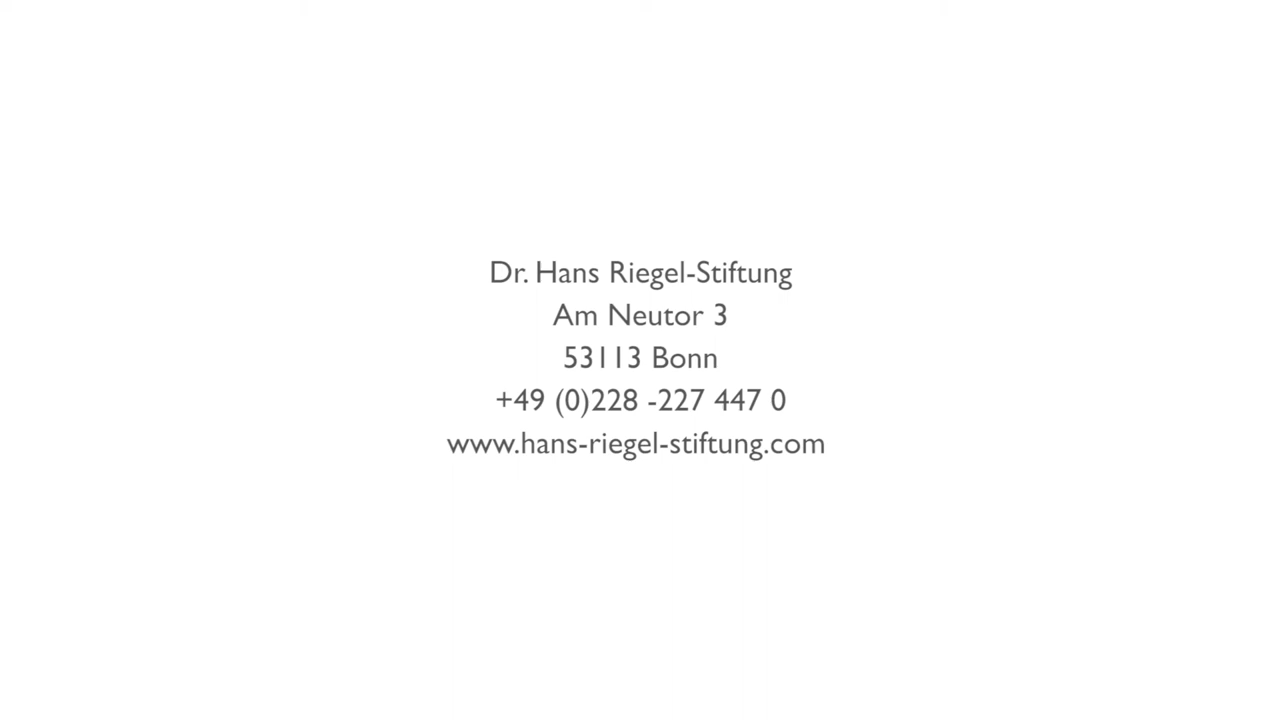 Dr. Hans Riegel-Stiftung
Am Neutor 3
53113 Bonn
+49 (0)228 -227 447 0
www.hans-riegel-stiftung.com